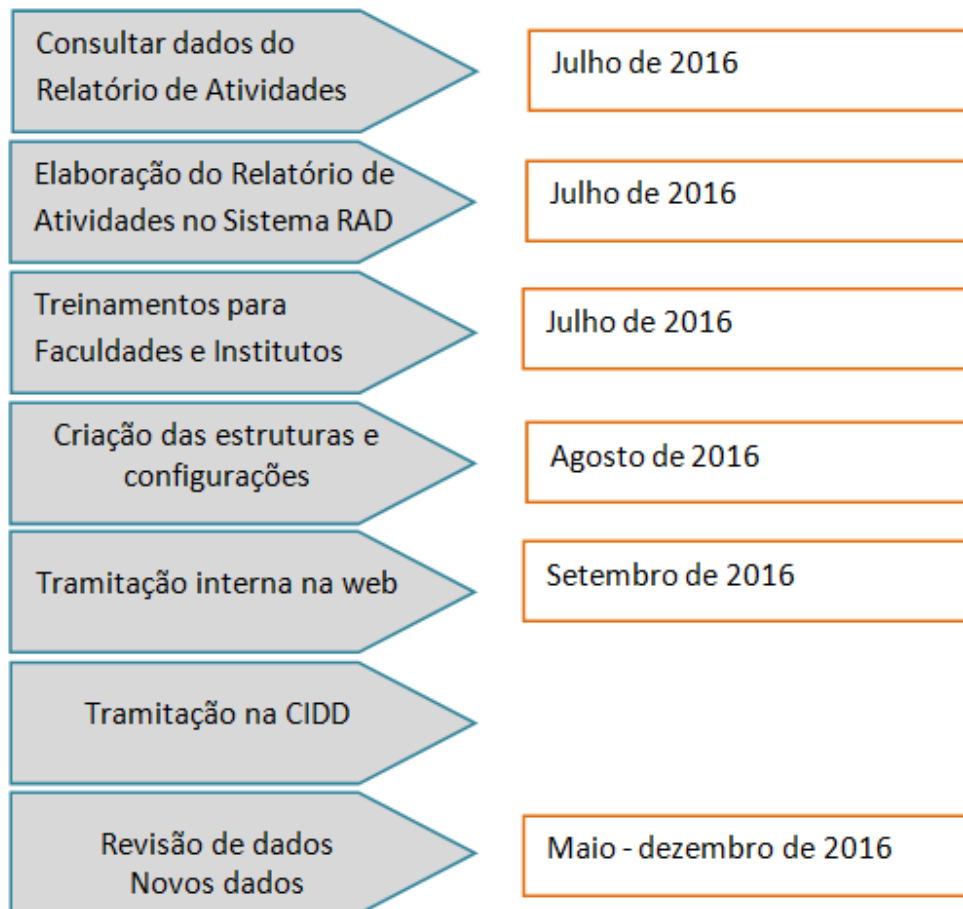 Consultar dados do
Relatório de Atividades
Julho de 2016
Elaboração do Relatório de
Atividades no Sistema RAD
Julho de 2016
Treinamentos para
Faculdades e Institutos
Julho de 2016
Criação das estruturas e
configurações
Agosto de 2016
Tramitação interna na web
Setembro de 2016
Tramitação na CIDD
Revisão de dados
Novos dados
Maio - dezembro de 2016